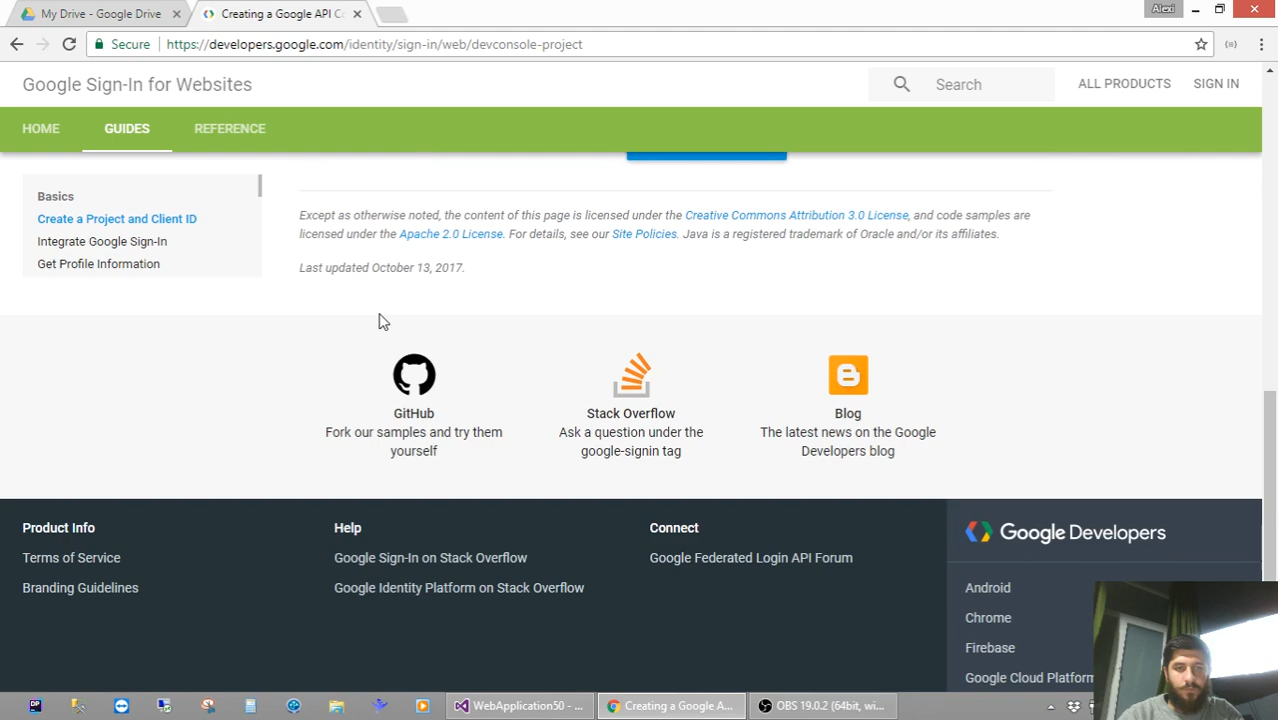 My Drive - Google Drive
Creating a Google API Co
Alexi
Secure
https://developers.google.com/identity/sign-in/web/devconsole-project
Google Sign-In for Websites
Search
ALL PRODUCTS
SIGN IN
HOME
GUIDES
REFERENCE
Basics
Create a Project and Client ID
Integrate Google Sign-In
Get Profile Information
Except as otherwise noted, the content of this page is licensed under the Creative Commons Attribution 3.0 License, and code samples are
licensed under the Apache 2.0 License. For details, see our Site Policies. Java is a registered trademark of Oracle and/or its affiliates.
Last updated October 13, 2017.
GitHub
Fork our samples and try them
yourself
Stack Overflow
Ask a question under the
google-signin tag
Blog
The latest news on the Google
Developers blog
Product Info
Terms of Service
Branding Guidelines
Help
Google Sign-In on Stack Overflow
Google Identity Platform on Stack Overflow
Connect
Google Federated Login API Forum
Google Developers
Android
Chrome
Firebase
Google Cloud Platform
DP
WebApplication50 - ...
Creating a Google A...
OBS 19.0.2 (64bit, wi...